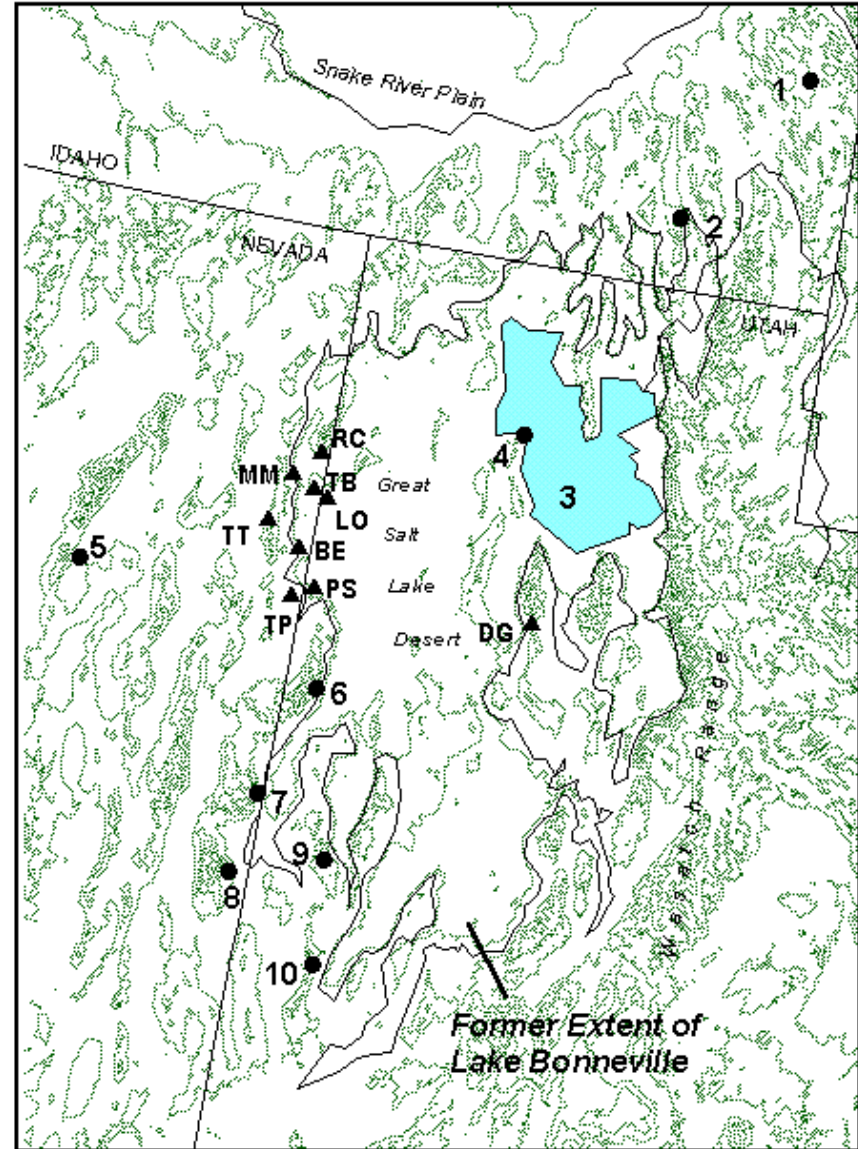 Snake River Plain
1
IDAHO
2
NEVADA
UTAH
RC
4
MM
TB
Great
3
LO
TT
Salt
5
BE
PS
Lake
TP
DG
Desert
6
Wasatch Range
7
9
8
10
Former Extent of
Lake Bonneville